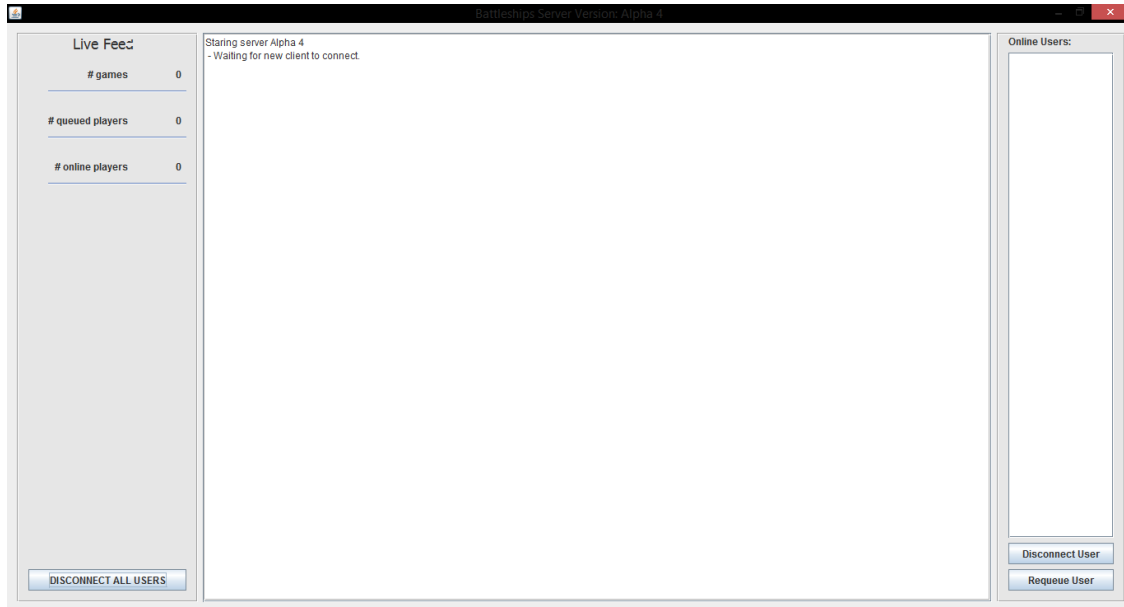 Battleships Server Version: Alpha 4
Live Feed
# games 0
# queued players 0
# online players 0
DISCONNECT ALL USERS
Staring server Alpha 4
- Waiting for new client to connect.
Online Users:
Disconnect User
Requeue User